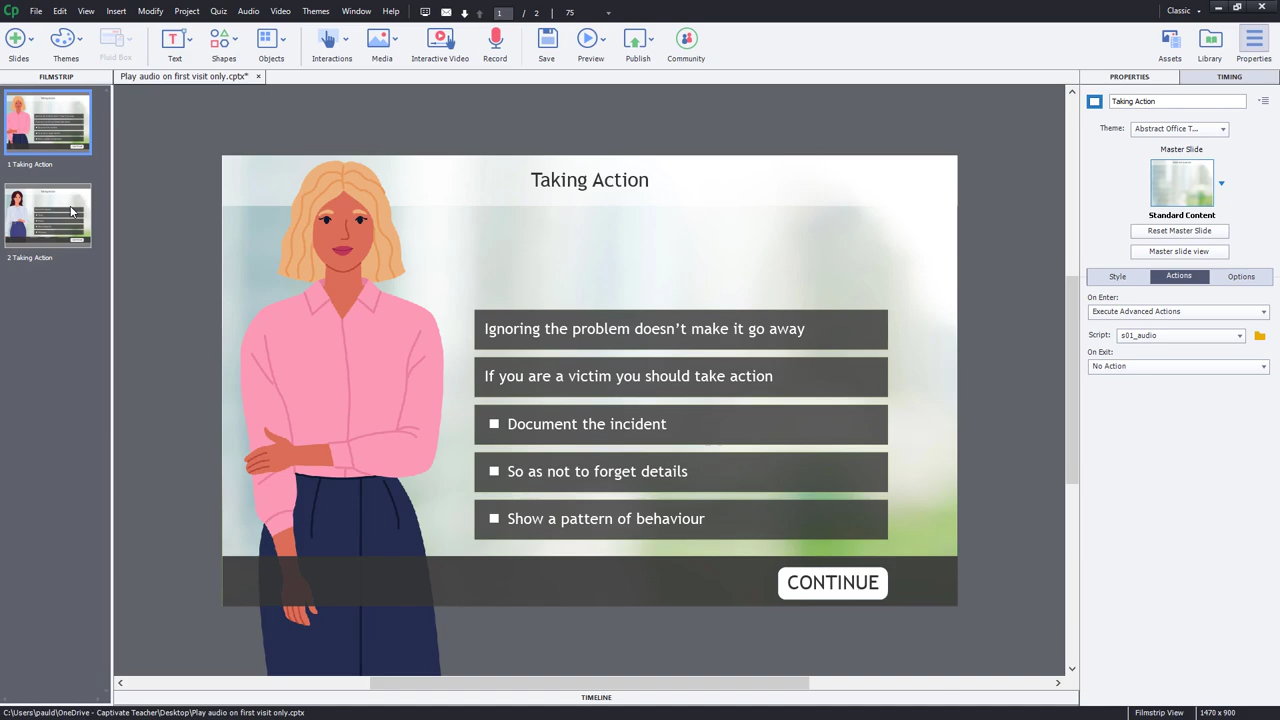 Cp File Edit View Insert Modify Project Quiz Audio Video Themes Window Help 1 / 2 75 Classic
Slides Themes Fluid Box Text Shapes Objects Interactions Media Interactive Video Record Save Preview Publish Community Assets Library Properties
FILMSTRIP
Play audio on first visit only.cptx* ×
PROPERTIES TIMING
1 Taking Action
2 Taking Action
Taking Action
Ignoring the problem doesn't make it go away
If you are a victim you should take action
Document the incident
So as not to forget details
Show a pattern of behaviour
CONTINUE
Taking Action
Theme: Abstract Office T...
Master Slide
Standard Content
Reset Master Slide
Master slide view
Style Actions Options
On Enter:
Execute Advanced Actions
Script: s01_audio
On Exit:
No Action
TIMELINE
C:\Users\pauld\OneDrive - Captivate Teacher\Desktop\Play audio on first visit only.cptx
Filmstrip View 1470 x 900